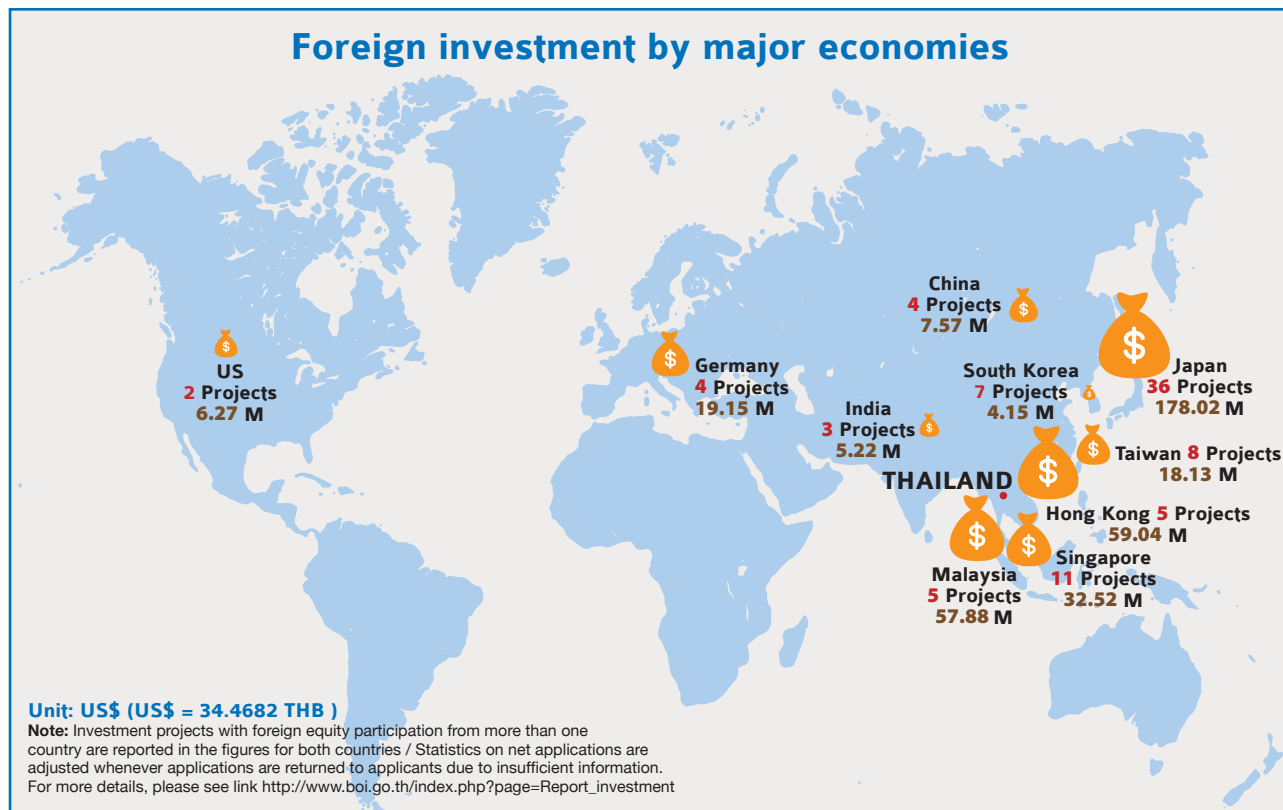 Foreign investment by major economies
China
4 Projects
7.57 M
US
2 Projects
6.27 M
Germany
4 Projects
19.15 M
South Korea
7 Projects
4.15 M
Japan
36 Projects
178.02 M
India
3 Projects
5.22 M
Taiwan 8 Projects
18.13 M
THAILAND
Hong Kong 5 Projects
59.04 M
Singapore
11 Projects
32.52 M
Malaysia
5 Projects
57.88 M
$
$
$
$
$
$
$
$
$
$
Unit: US$ (US$ = 34.4682 THB )
Note: Investment projects with foreign equity participation from more than one
country are reported in the figures for both countries / Statistics on net applications are
adjusted whenever applications are returned to applicants due to insufficient information.
For more details, please see link http://www.boi.go.th/index.php?page=Report_investment